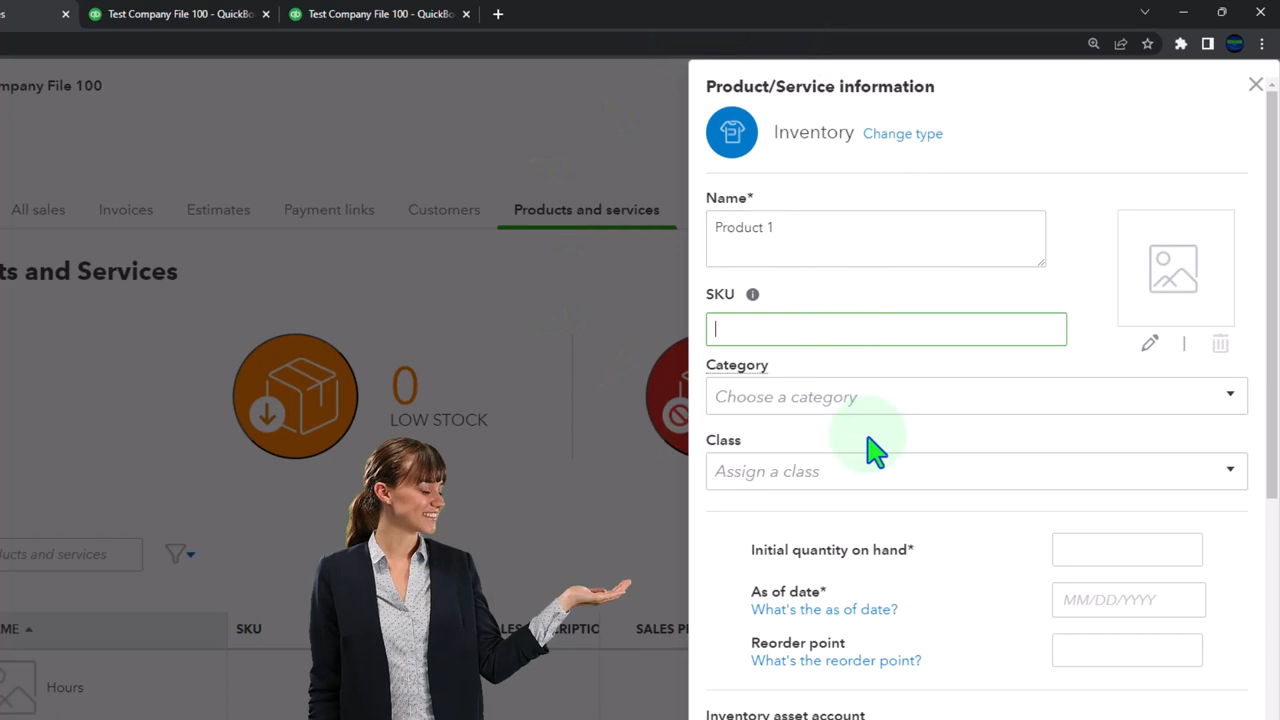 Test Company File 100 - QuickBo
Test Company File 100 - QuickBo
mpany File 100
All sales
Invoices
Estimates
Payment links
Customers
Products and services
ts and Services
0
LOW STOCK
ducts and services
ME
SKU
SALES PR
Hours
Product/Service information
Inventory Change type
Name*
Product 1
SKU
Category
Choose a category
Class
Assign a class
Initial quantity on hand*
As of date*
MM/DD/YYYY
What's the as of date?
Reorder point
What's the reorder point?
Inventory asset account